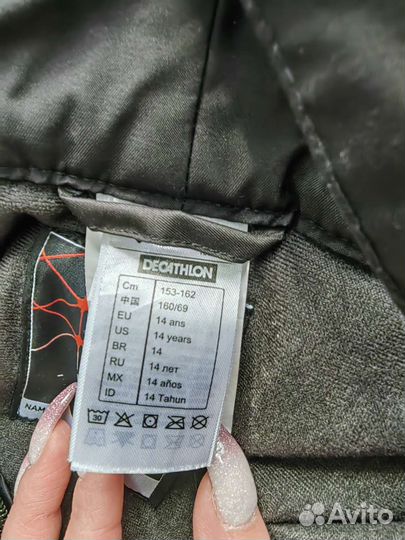 DECATHLON
Cm 153-162
中国 160/69
EU 14 ans
US 14 years
BR 14
RU 14 лет
MX 14 años
ID 14 Tahun
30
NAM
Avito